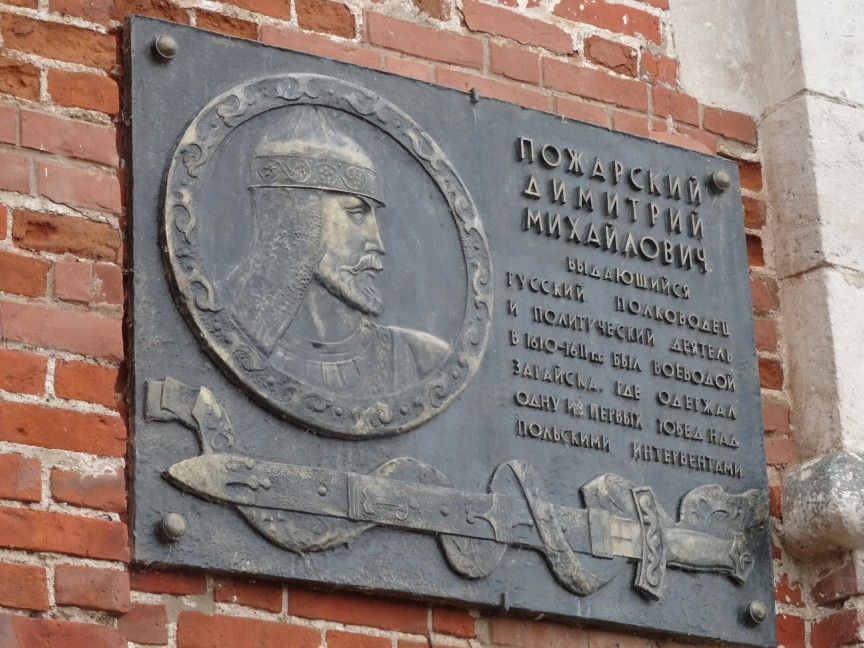 ПОЖАРСКИЙ
ДИМИТРИЙ
МИХАЙЛОВИЧ.
ВЫДАЮЩИЙСЯ
РУССКИЙ ПОЛКОВОДЕЦ
И ПОЛИТИЧЕСКИЙ ДЕЯТЕЛЬ
В 1610-1611 г.г. БЫЛ ВОЕВОДОЙ
ЗАРАЙСКА, ГДЕ ОДЕРЖАЛ
ОДНУ ИЗ ПЕРВЫХ ПОБЕД НАД
ПОЛЬСКИМИ ИНТЕРВЕНТАМИ